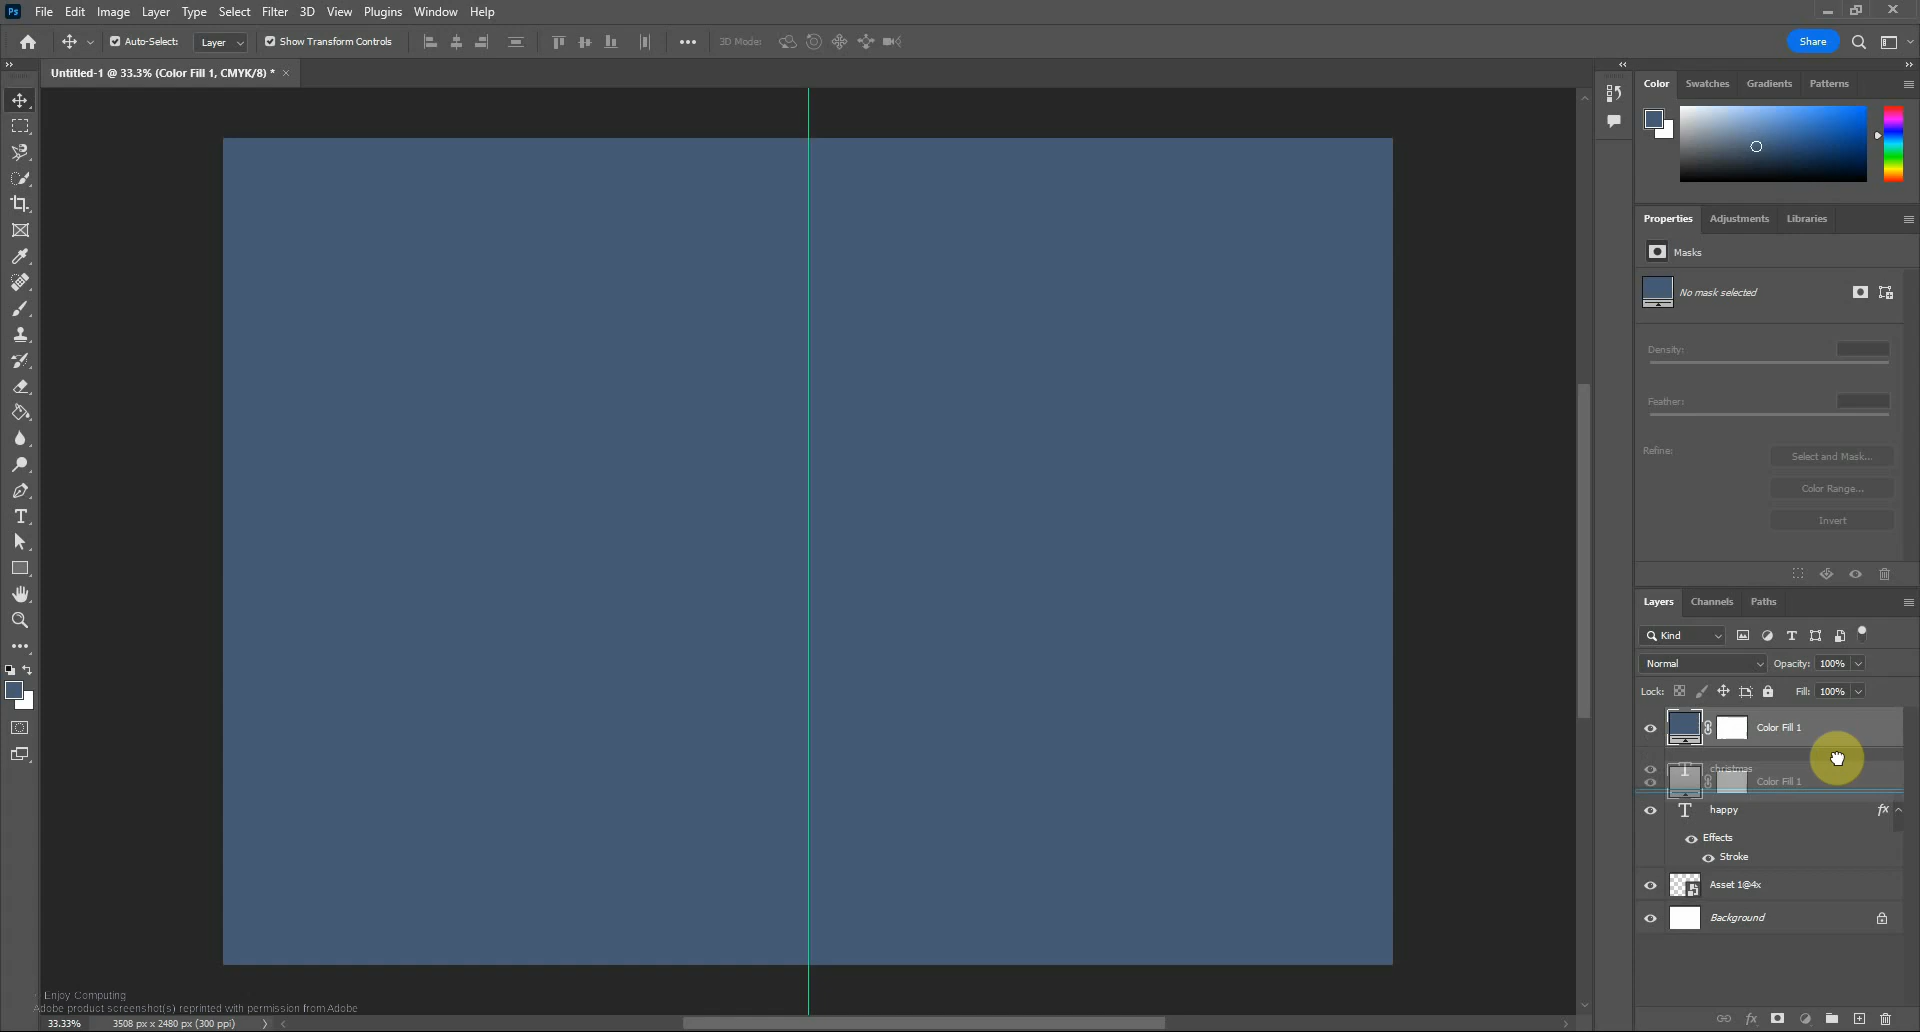 Ps File Edit Image Layer Type Select Filter 3D View Plugins Window Help
Auto-Select: Layer Show Transform Controls 3D Mode: Share
Untitled-1 @ 33.3% (Color Fill 1, CMYK/8) *
Color Swatches Gradients Patterns
Properties Adjustments Libraries
Masks
No mask selected
Density:
Feather:
Refine:
Select and Mask...
Color Range...
Invert
Layers Channels Paths
Kind
Normal Opacity: 100%
Lock: Fill: 100%
Color Fill 1
christmas
Color Fill 1
happy fx
Effects
Stroke
Asset 1@4x
Background
Enjoy Computing
Adobe product screenshot(s) reprinted with permission from Adobe
33.33% 3508 px x 2480 px (300 ppi)